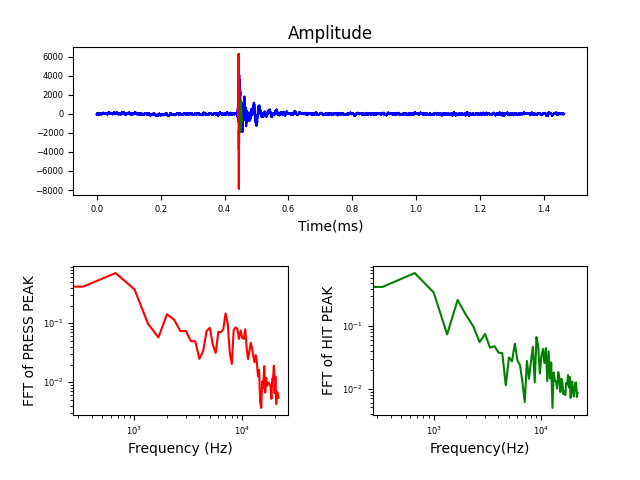 Amplitude
6000
4000
2000
0
−2000
−4000
−6000
−8000
0.0 0.2 0.4 0.6 0.8 1.0 1.2 1.4
Time(ms)
FFT of PRESS PEAK
10⁻¹
10⁻²
10³ 10⁴
Frequency (Hz)
FFT of HIT PEAK
10⁻¹
10⁻²
10³ 10⁴
Frequency(Hz)